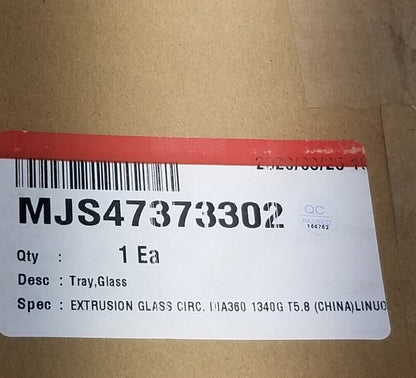 MJS47373302
QC
PASSED
166762
Qty : 1 Ea
Desc : Tray,Glass
Spec : EXTRUSION GLASS CIRC. DIA360 1340G T5.8 (CHINA)LINUO